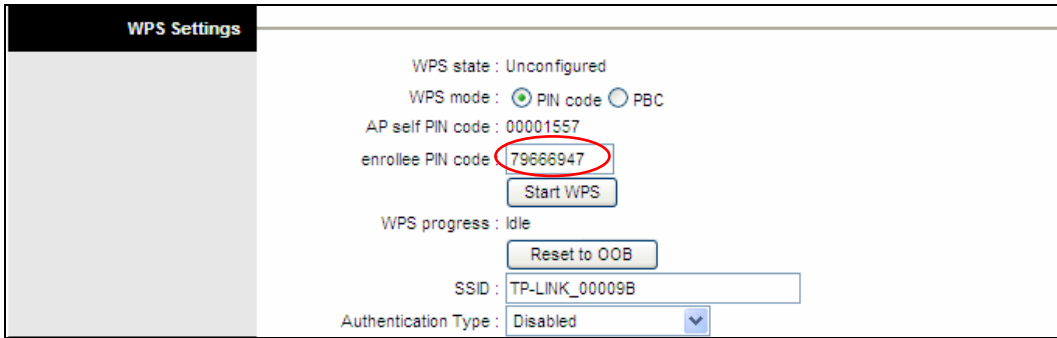 WPS Settings
WPS state : Unconfigured
WPS mode : PIN code PBC
AP self PIN code : 00001557
enrollee PIN code : 79666947
Start WPS
WPS progress : Idle
Reset to OOB
SSID : TP-LINK_00009B
Authentication Type : Disabled